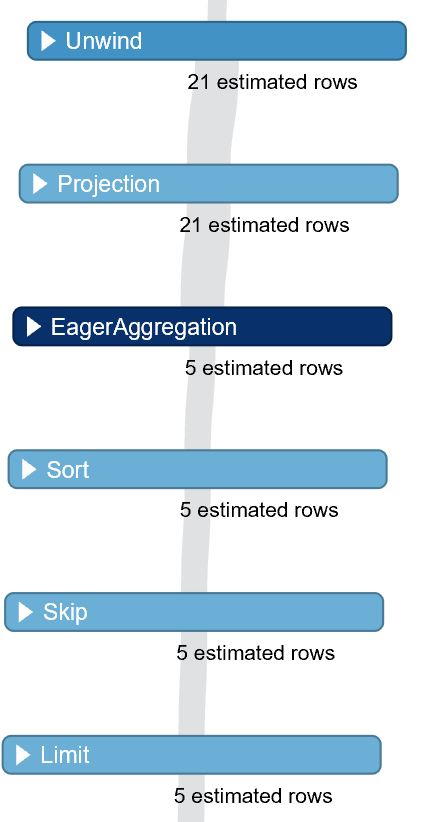 Unwind
21 estimated rows
Projection
21 estimated rows
EagerAggregation
5 estimated rows
Sort
5 estimated rows
Skip
5 estimated rows
Limit
5 estimated rows